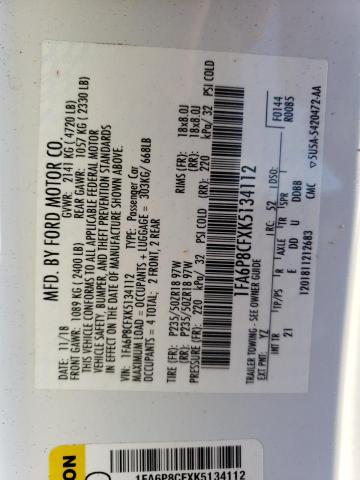 MFD. BY FORD MOTOR CO.
DATE: 11/18 GVWR: 2141 KG ( 4720 LB)
FRONT GAWR: 1089 KG ( 2400 LB) REAR GAWR: 1057 KG ( 2330 LB)
THIS VEHICLE CONFORMS TO ALL APPLICABLE FEDERAL MOTOR
VEHICLE SAFETY, BUMPER, AND THEFT PREVENTION STANDARDS
IN EFFECT ON THE DATE OF MANUFACTURE SHOWN ABOVE.
VIN: 1FA6P8CFXK5134112 TYPE: Passenger Car
MAXIMUM LOAD = OCCUPANTS + LUGGAGE = 303KG/ 668LB
OCCUPANTS = 4 TOTAL; 2 FRONT, 2 REAR
TIRE (FR): P235/50ZR18 97W RIMS (FR): 18x8.0J
TIRE (RR): P235/50ZR18 97W (RR): 18x8.0J
PRESSURE (FR): 220 kPa/ 32 PSI COLD (RR): 220 kPa/ 32 PSI COLD
1FA6P8CFXK5134112
TRAILER TOWING - SEE OWNER GUIDE
F0144
R0085
EXT PNT: YZ RC: 52 DSO:
INT TR TP/PS R AXLE TR SPR
21 E DD U DDBB
12018112126B3 CMC
5U5A-5420472-AA
1FA6P8CFXK5134112
ION